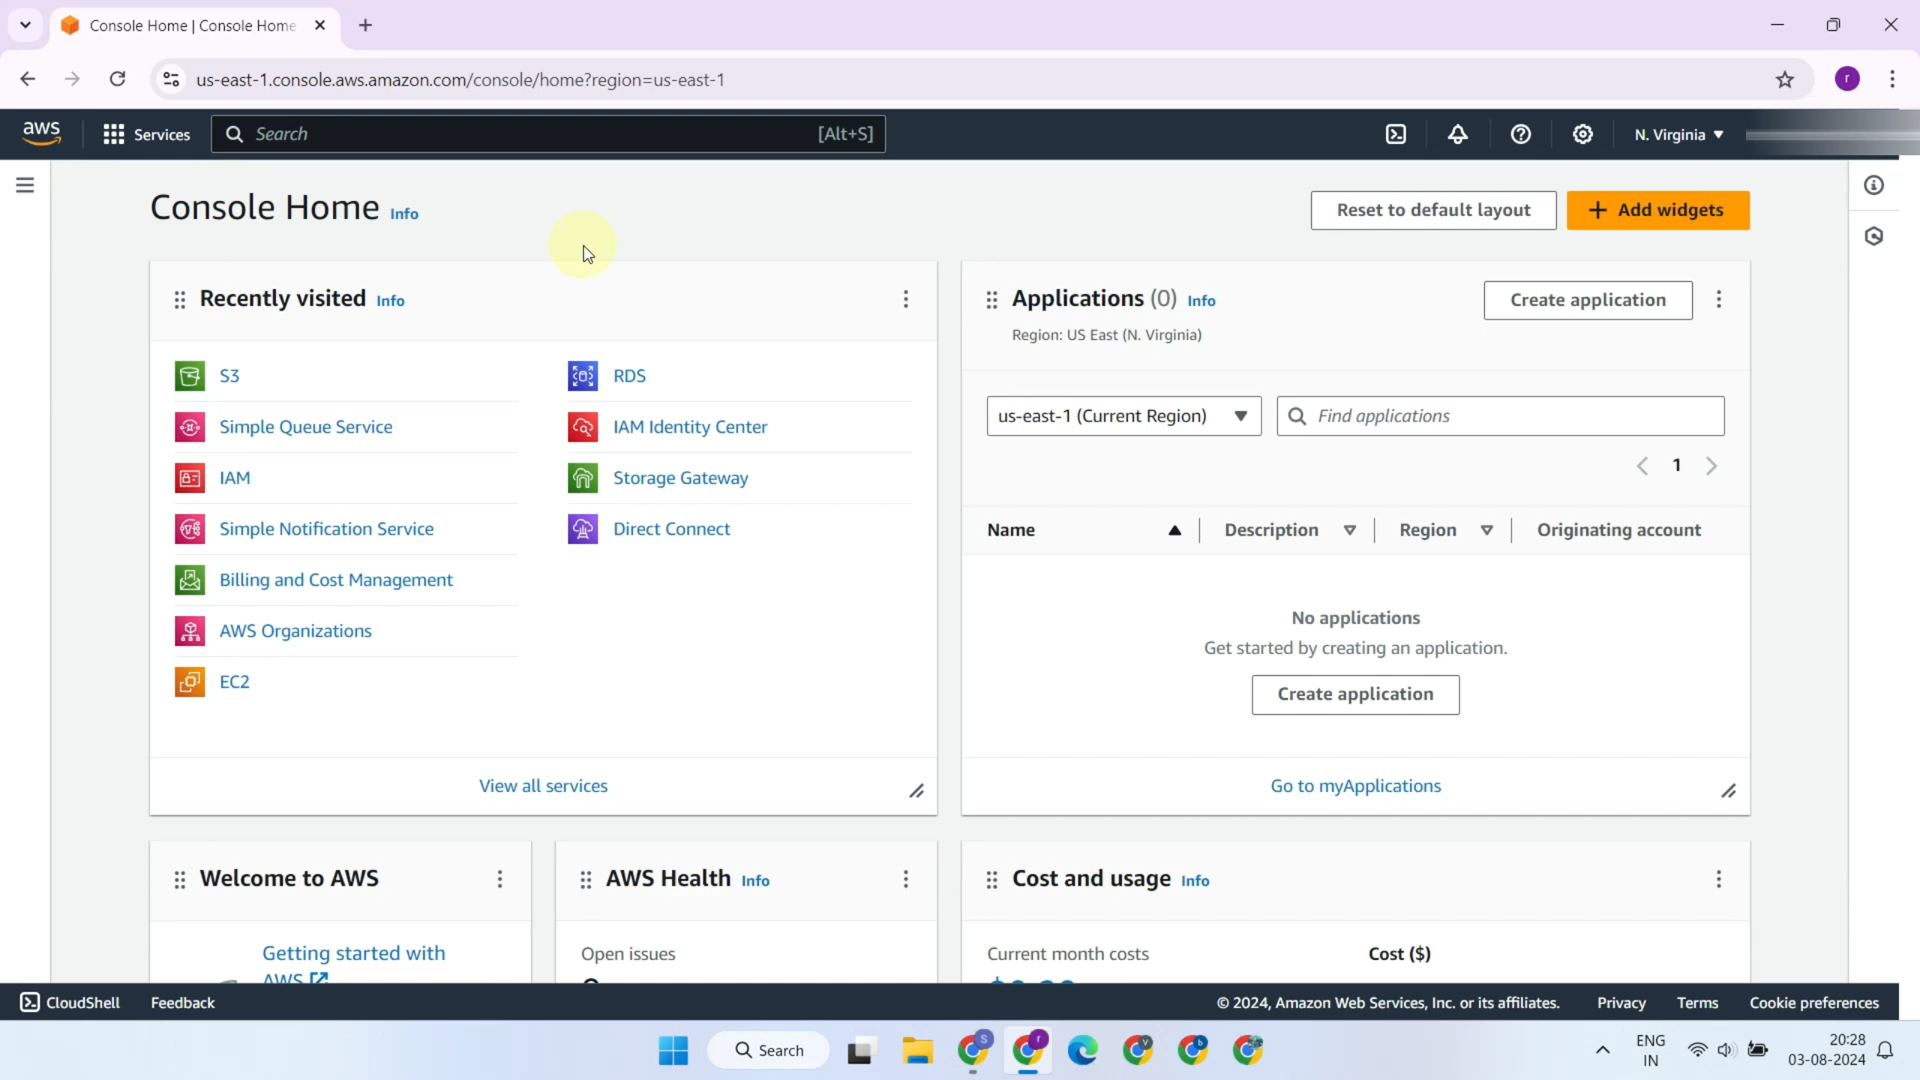 Console Home | Console Home
us-east-1.console.aws.amazon.com/console/home?region=us-east-1
r
aws
Services
Search
[Alt+S]
N. Virginia
Console Home Info
Reset to default layout
Add widgets
Recently visited Info
S3
Simple Queue Service
IAM
Simple Notification Service
Billing and Cost Management
AWS Organizations
EC2
RDS
IAM Identity Center
Storage Gateway
Direct Connect
View all services
Applications (0) Info
Create application
Region: US East (N. Virginia)
us-east-1 (Current Region)
Find applications
1
Name
Description
Region
Originating account
No applications
Get started by creating an application.
Create application
Go to myApplications
Welcome to AWS
Getting started with
AWS
AWS Health Info
Open issues
Cost and usage Info
Current month costs
Cost ($)
CloudShell
Feedback
© 2024, Amazon Web Services, Inc. or its affiliates.
Privacy
Terms
Cookie preferences
Search
S
r
V
b
ENG
IN
20:28
03-08-2024